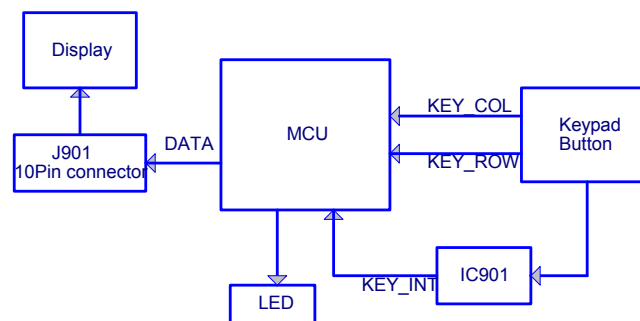 Display
J901
10Pin connector
DATA
MCU
KEY_COL
KEY_ROW
Keypad
Button
KEY_INT
IC901
LED